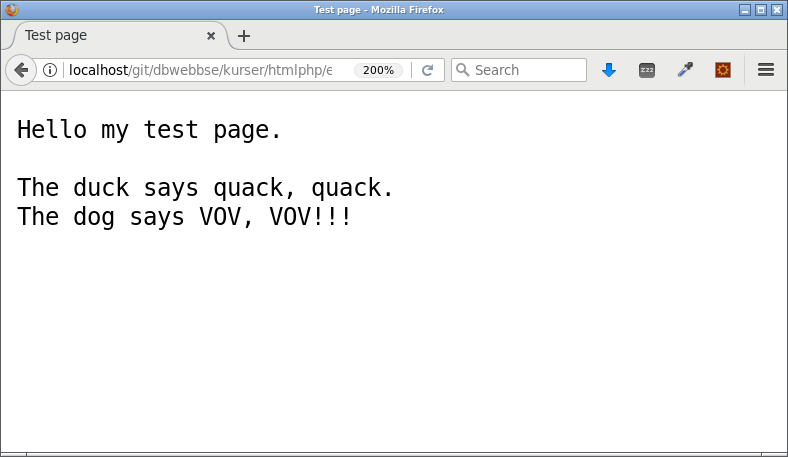 Test page - Mozilla Firefox
Test page
localhost/git/dbwebbse/kurser/htmlphp/e 200% Search
zzz
Hello my test page.
The duck says quack, quack.
The dog says VOV, VOV!!!